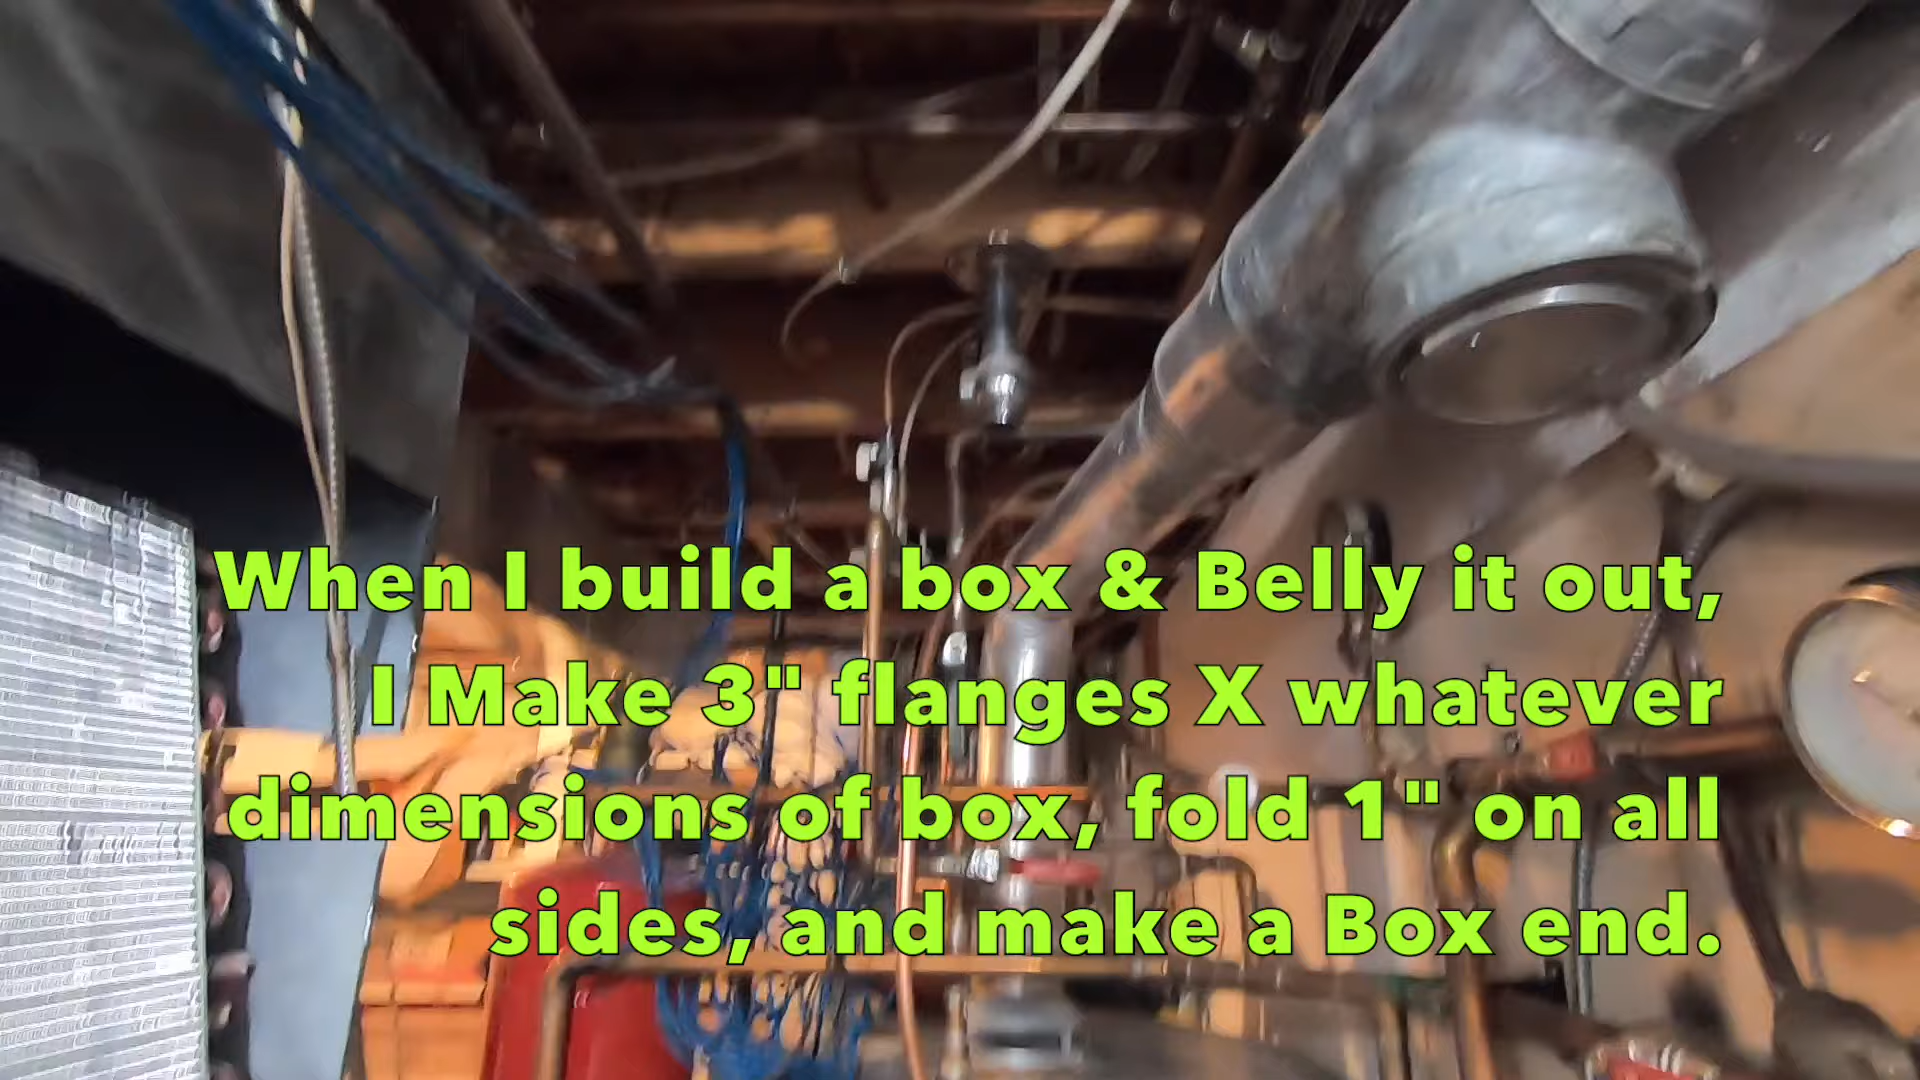 When I build a box & Belly it out,
I Make 3" flanges X whatever
dimensions of box, fold 1" on all
sides, and make a Box end.